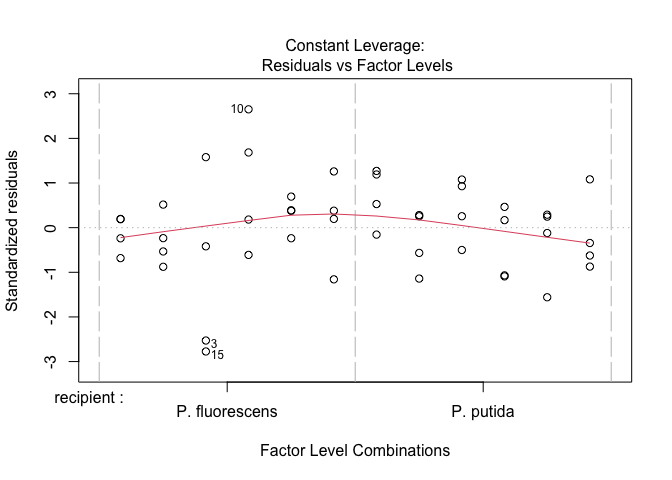 Constant Leverage:
Residuals vs Factor Levels
Standardized residuals
3
2
1
0
-1
-2
-3
10
3
15
recipient :
P. fluorescens
P. putida
Factor Level Combinations